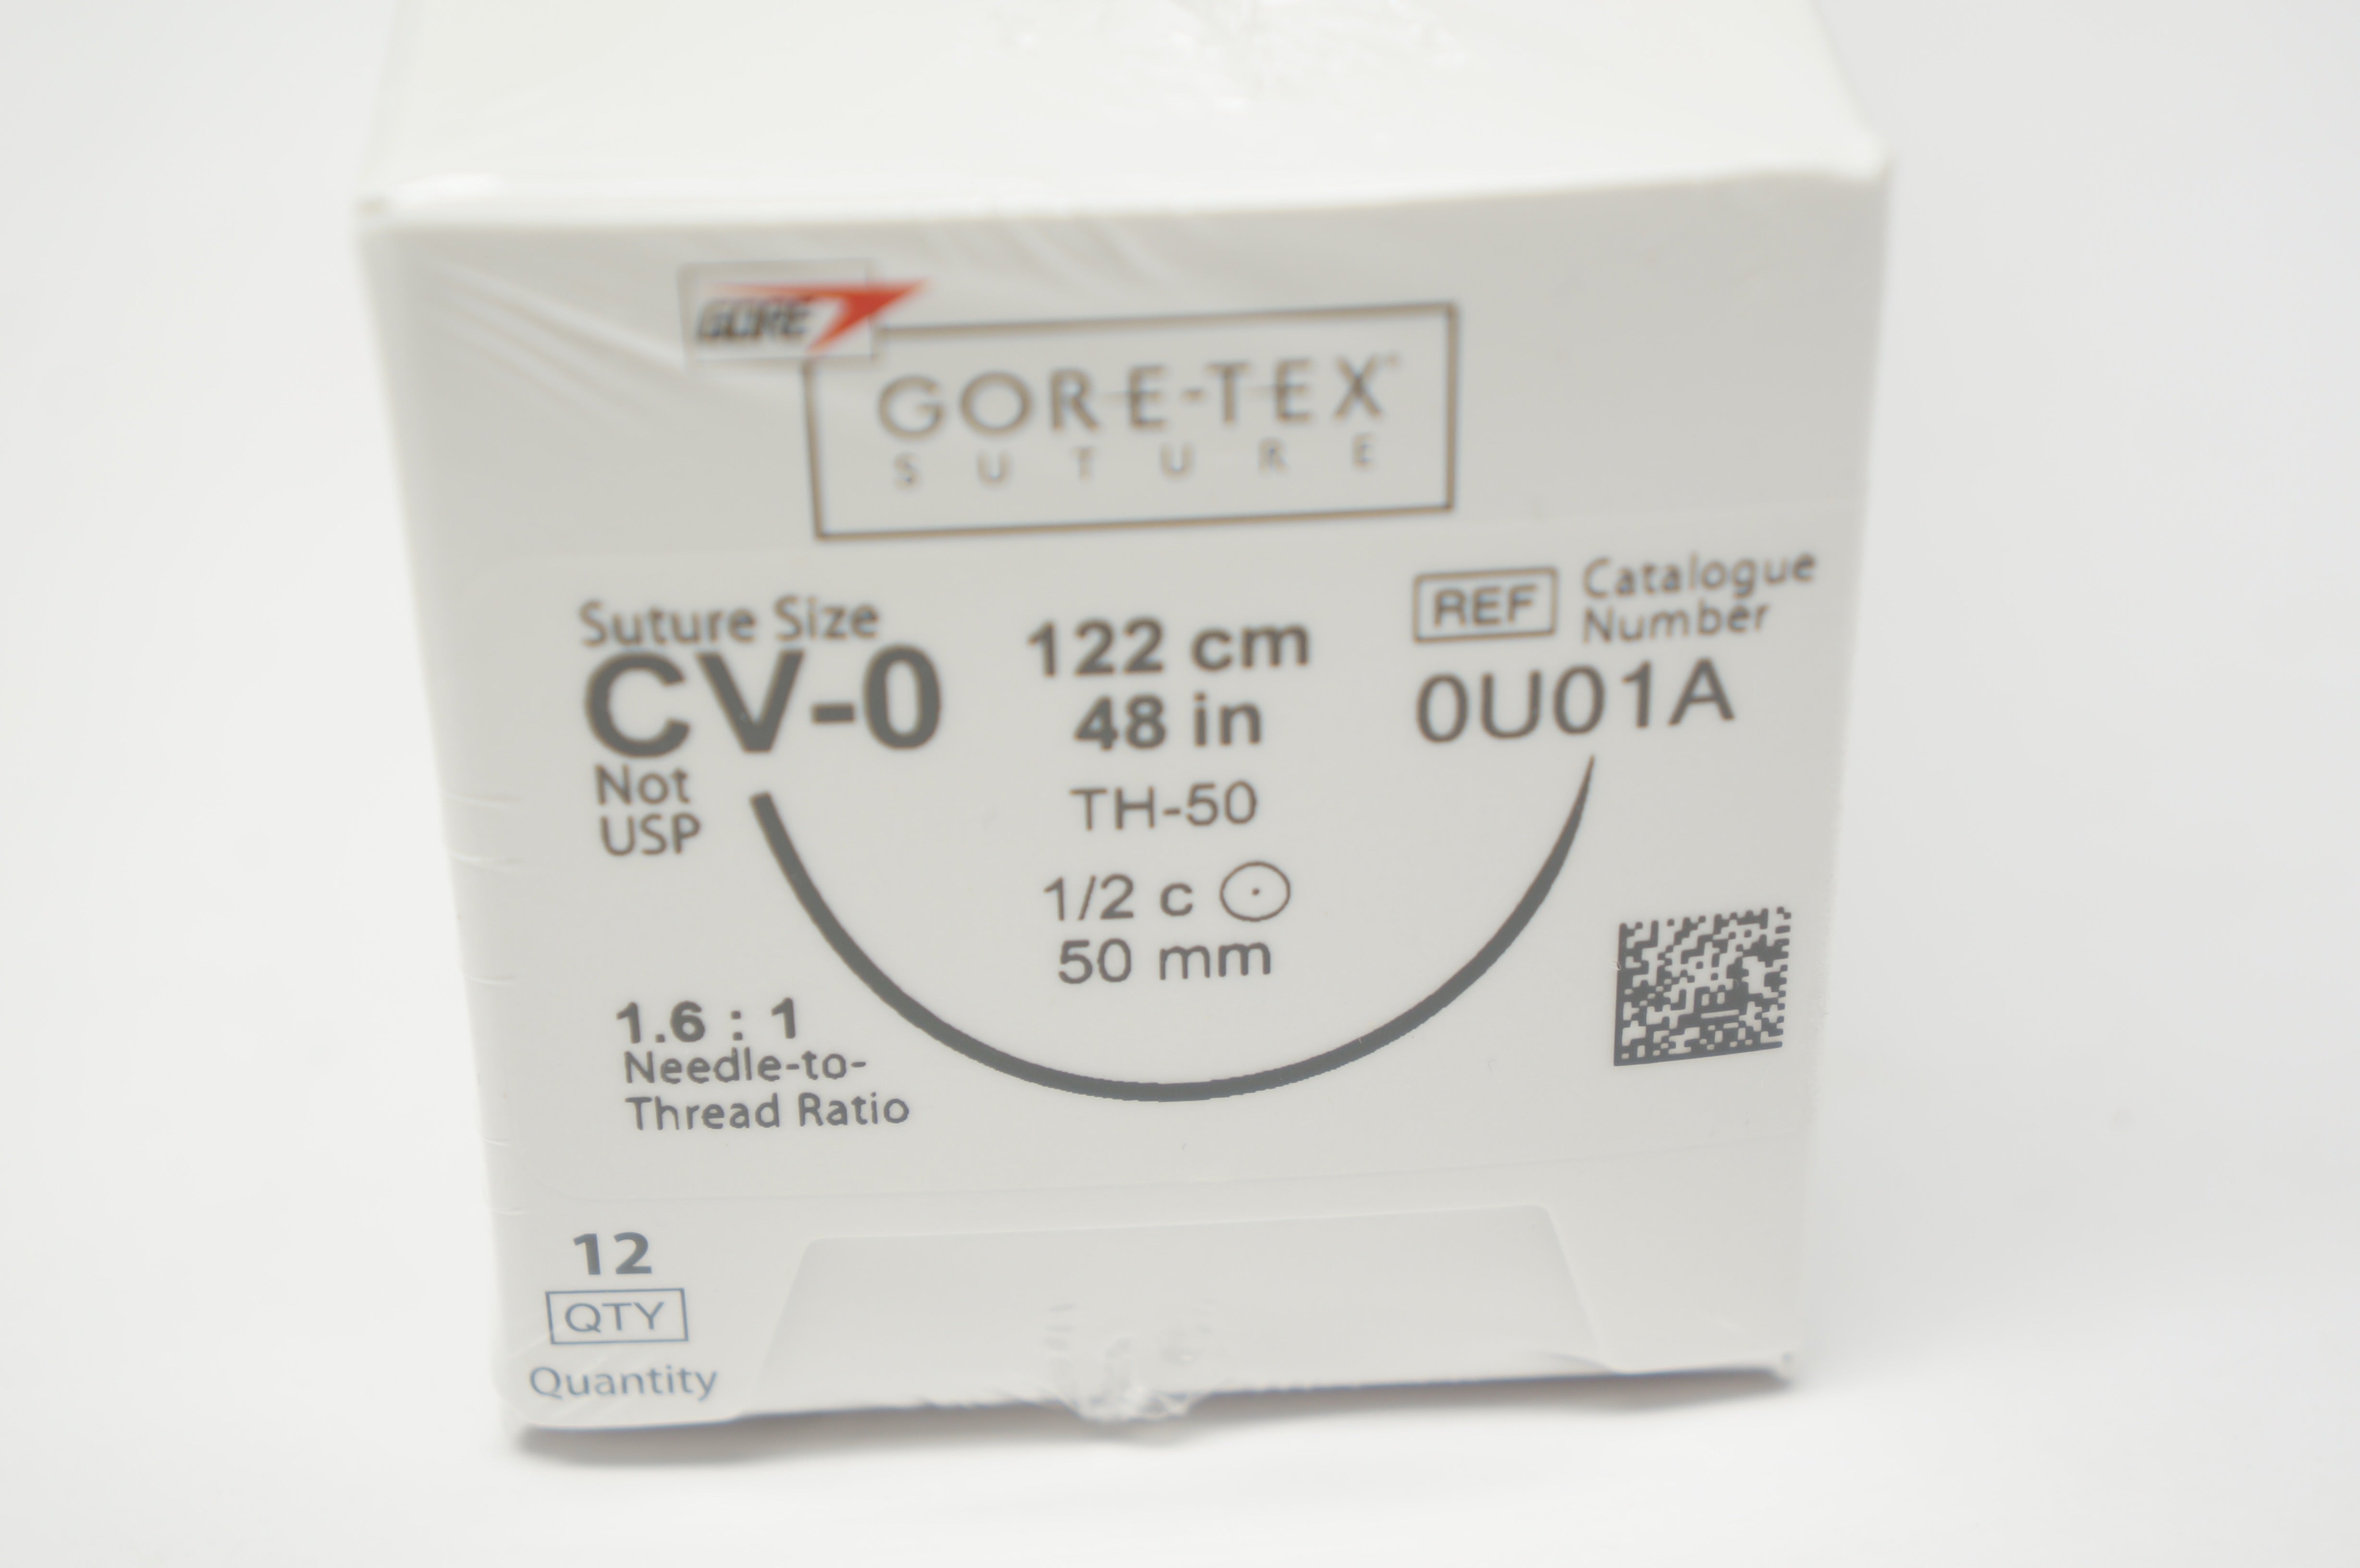 GORE
GORE-TEX
SUTURE
Suture Size
CV-0
Not
USP
122 cm
48 in
TH-50
1/2 c
50 mm
REF Catalogue
Number
0U01A
1.6 : 1
Needle-to-
Thread Ratio
12
QTY
Quantity